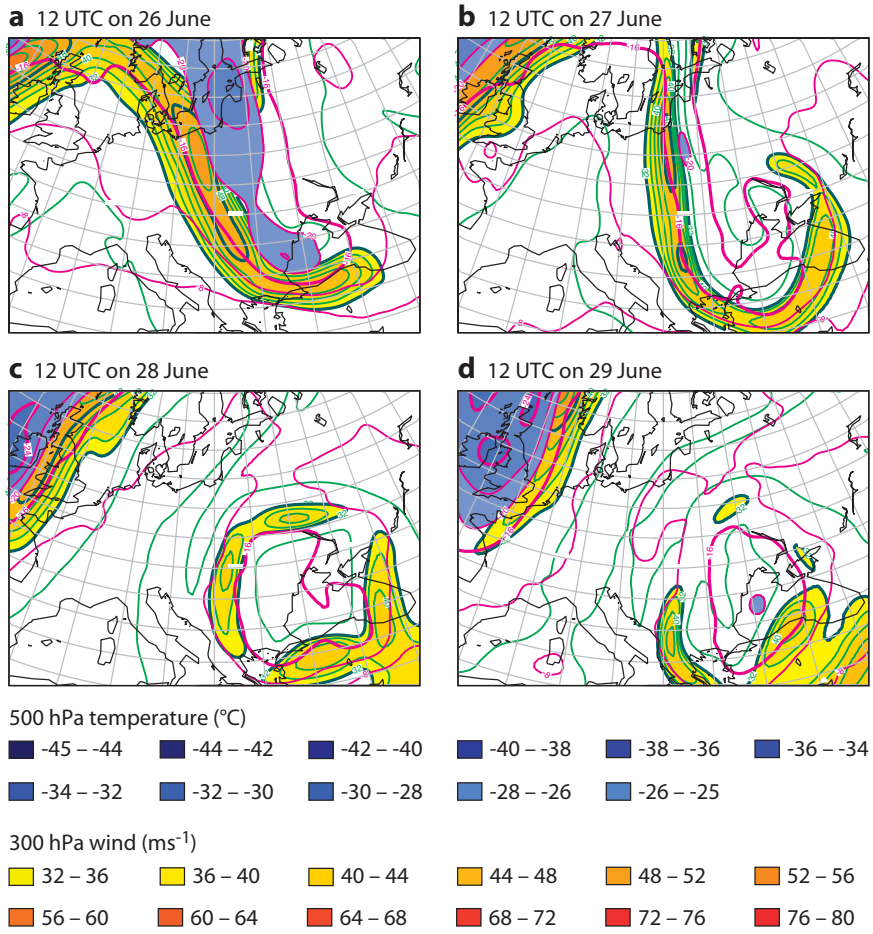 a 12 UTC on 26 June
b 12 UTC on 27 June
c 12 UTC on 28 June
d 12 UTC on 29 June
500 hPa temperature (°C)
-45 – -44
-44 – -42
-42 – -40
-40 – -38
-38 – -36
-36 – -34
-34 – -32
-32 – -30
-30 – -28
-28 – -26
-26 – -25
300 hPa wind (ms-1)
32 – 36
36 – 40
40 – 44
44 – 48
48 – 52
52 – 56
56 – 60
60 – 64
64 – 68
68 – 72
72 – 76
76 – 80